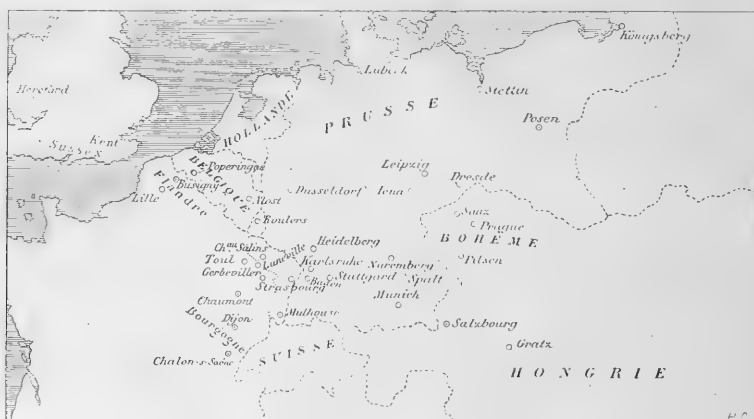 Königsberg
Lubeck
Stettin
Hereford
PRUSSE
HOLLANDE
Posen
Kent
Sussex
BELGIQUE
Poperingue
Leipzig
Dresde
Busigny
Flandre
Lille
Alost
Dusseldorf
Iena
Roulers
Saaz
Prague
BOHÊME
Chau Salins
Luneville
Heidelberg
Toul
Karlsruhe
Nuremberg
Pilsen
Gerbeviller
Baden
Stattgard
Spalt
Strasbourg
Munich
Chaumont
Mulhouse
Bourgogne
Dijon
Salzbourg
SUISSE
Gratz
Chalon-s-Saône
HONGRIE